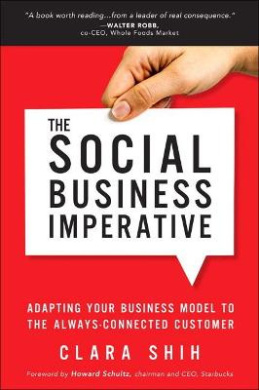 "A book worth reading...from a leader of real consequence."
—WALTER ROBB,
co-CEO, Whole Foods Market
THE
SOCIAL
BUSINESS
IMPERATIVE
ADAPTING YOUR BUSINESS MODEL TO
THE ALWAYS-CONNECTED CUSTOMER
CLARA SHIH
Foreword by Howard Schultz, chairman and CEO, Starbucks